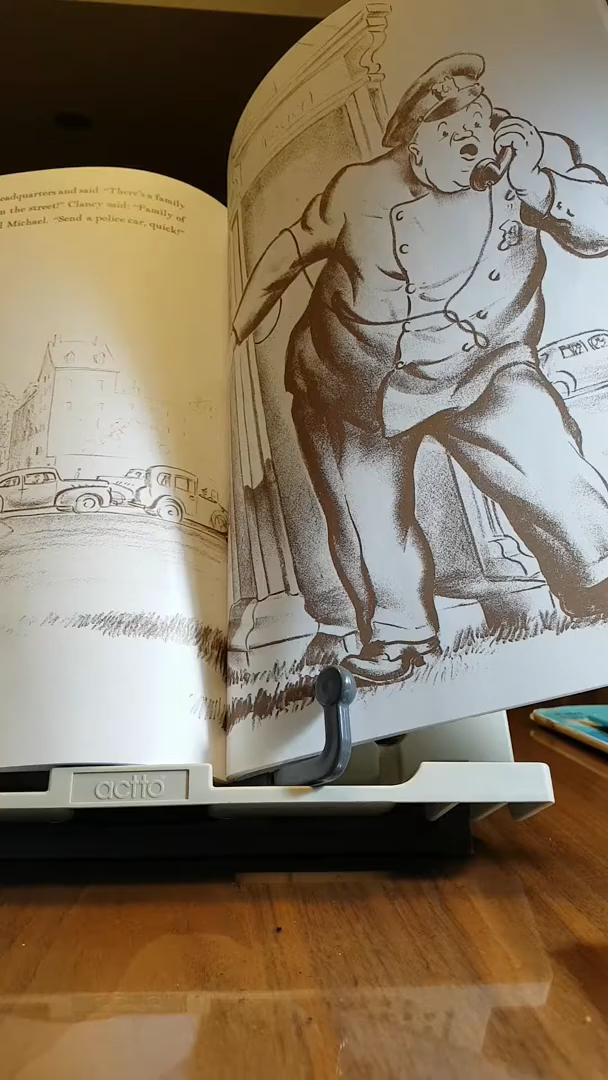 eadquarters and said "There's a family
n the street!" Clancy said: "Family of
l Michael. "Send a police car, quick!"
actto